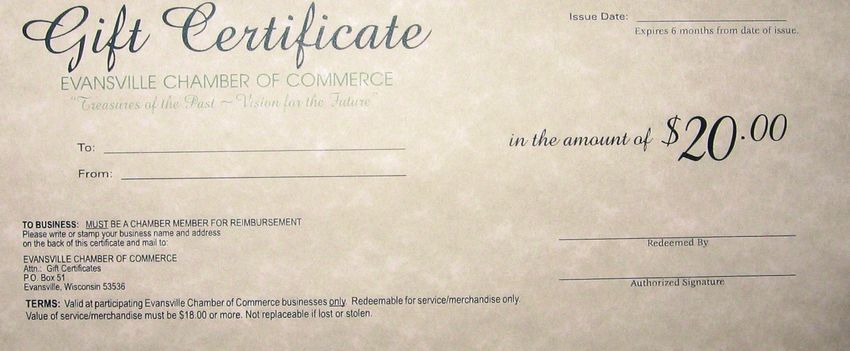 Gift Certificate
EVANSVILLE CHAMBER OF COMMERCE
"Treasures of the Past ~ Vision for the Future"
Issue Date:
Expires 6 months from date of issue.
in the amount of $20.00
To:
From:
TO BUSINESS: MUST BE A CHAMBER MEMBER FOR REIMBURSEMENT
Please write or stamp your business name and address
on the back of this certificate and mail to:
EVANSVILLE CHAMBER OF COMMERCE
Attn.: Gift Certificates
P.O. Box 51
Evansville, Wisconsin 53536
Redeemed By
Authorized Signature
TERMS: Valid at participating Evansville Chamber of Commerce businesses only. Redeemable for service/merchandise only.
Value of service/merchandise must be $18.00 or more. Not replaceable if lost or stolen.